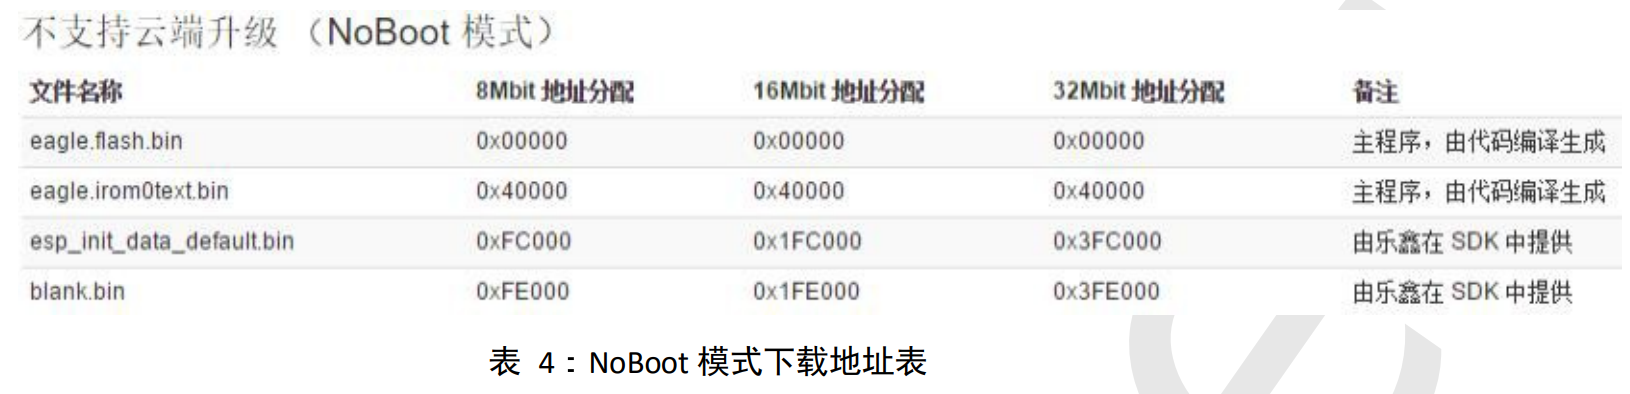 不支持云端升级 （NoBoot 模式）
文件名称 8Mbit 地址分配 16Mbit 地址分配 32Mbit 地址分配 备注
eagle.flash.bin 0x00000 0x00000 0x00000 主程序，由代码编译生成
eagle.irom0text.bin 0x40000 0x40000 0x40000 主程序，由代码编译生成
esp_init_data_default.bin 0xFC000 0x1FC000 0x3FC000 由乐鑫在 SDK 中提供
blank.bin 0xFE000 0x1FE000 0x3FE000 由乐鑫在 SDK 中提供
表 4：NoBoot 模式下载地址表